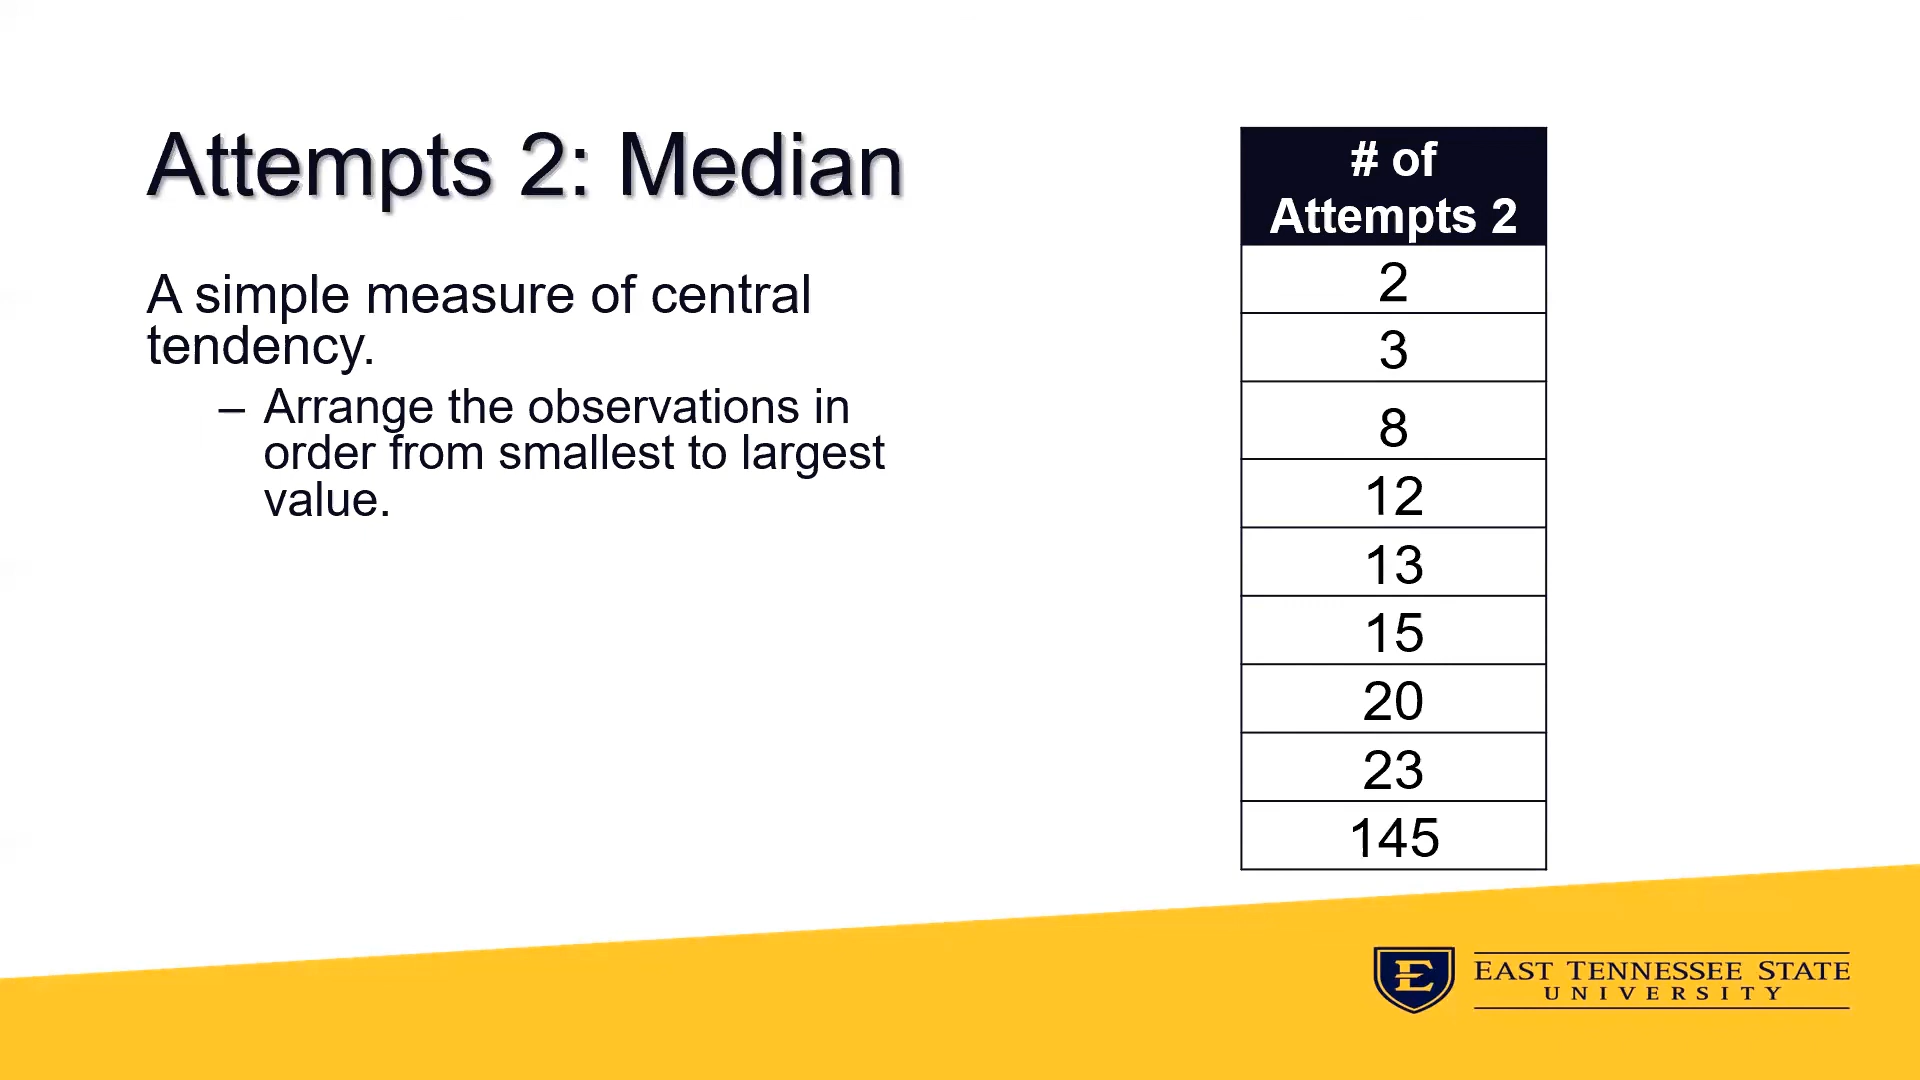 Attempts 2: Median
A simple measure of central
tendency.
– Arrange the observations in
order from smallest to largest
value.
# of
Attempts 2
2
3
8
12
13
15
20
23
145
E
EAST TENNESSEE STATE
UNIVERSITY